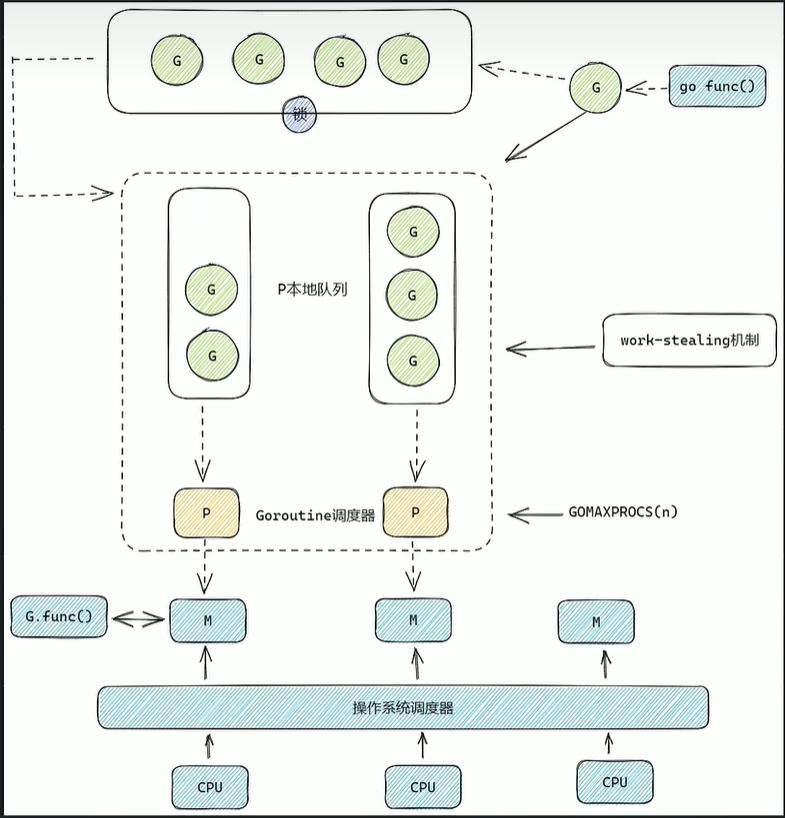 G
G
G
G
G
go func()
锁
G
G
P本地队列
G
G
G
work-stealing机制
P
Goroutine调度器
P
GOMAXPROCS(n)
G.func()
M
M
M
操作系统调度器
CPU
CPU
CPU